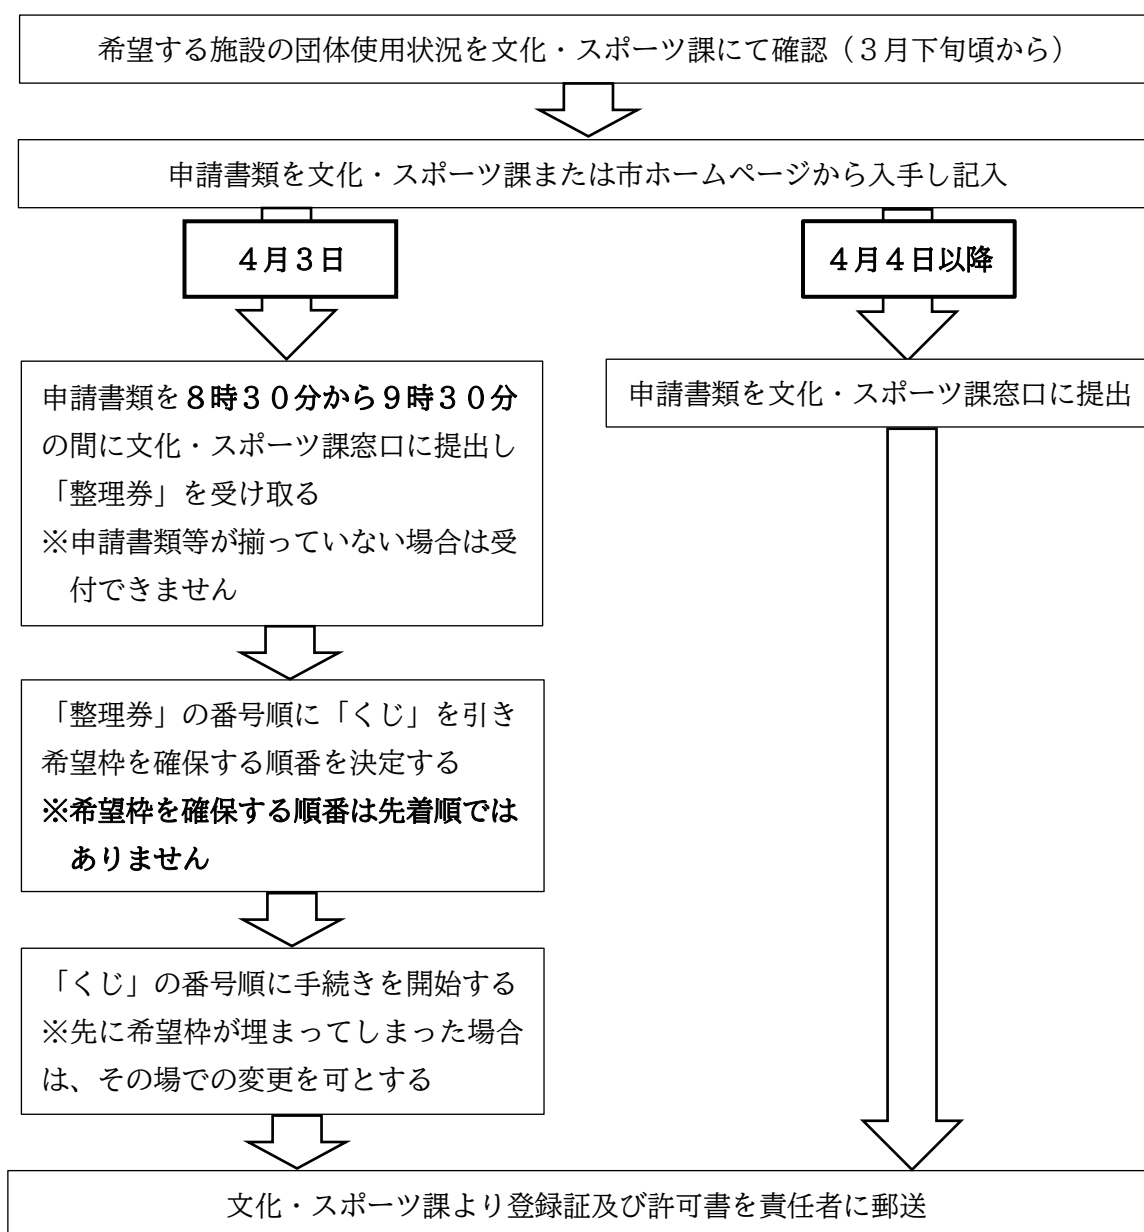 希望する施設の団体使用状況を文化・スポーツ課にて確認（３月下旬頃から）
申請書類を文化・スポーツ課または市ホームページから入手し記入
４月３日
申請書類を８時３０分から９時３０分
の間に文化・スポーツ課窓口に提出し
「整理券」を受け取る
※申請書類等が揃っていない場合は受
付できません
「整理券」の番号順に「くじ」を引き
希望枠を確保する順番を決定する
※希望枠を確保する順番は先着順では
ありません
「くじ」の番号順に手続きを開始する
※先に希望枠が埋まってしまった場合
は、その場での変更を可とする
４月４日以降
申請書類を文化・スポーツ課窓口に提出
文化・スポーツ課より登録証及び許可書を責任者に郵送